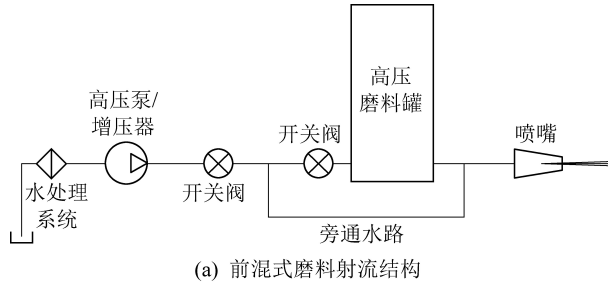 高压
磨料罐
高压泵/
增压器
开关阀
喷嘴
水处理
系统
开关阀
旁通水路
(a) 前混式磨料射流结构